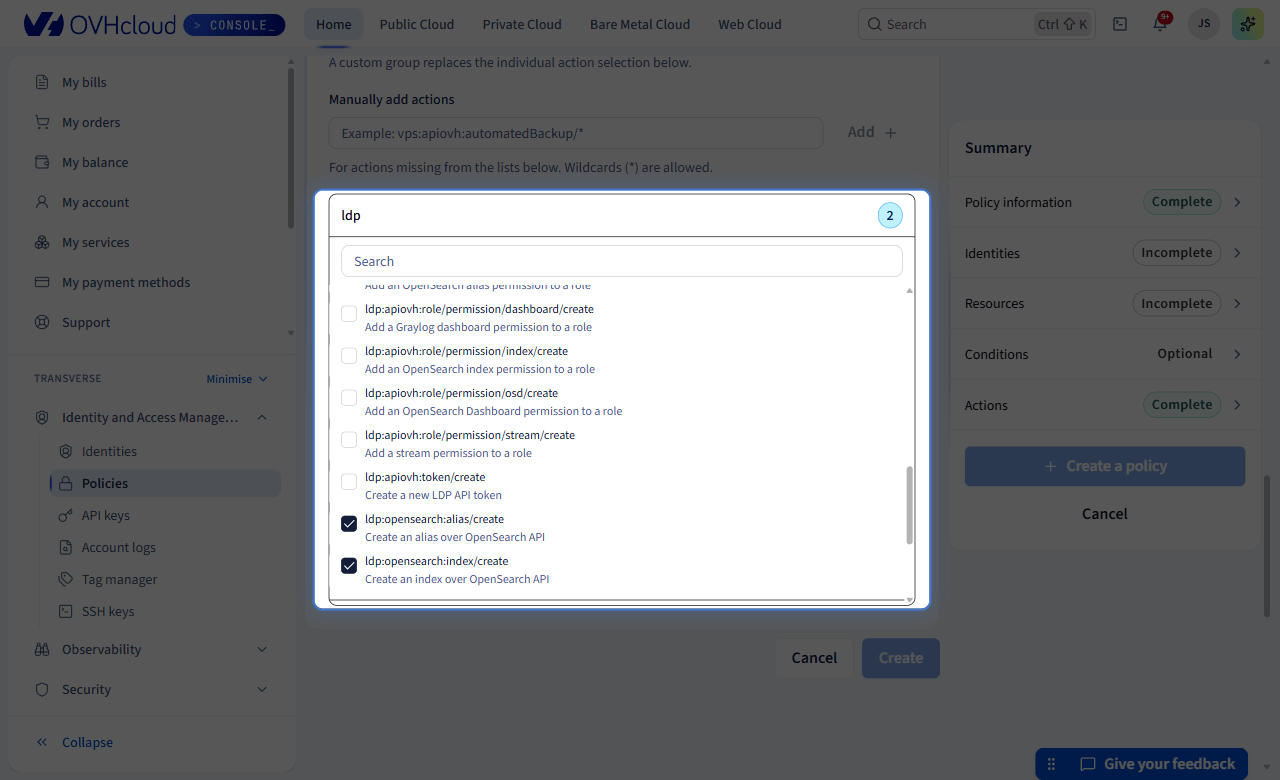 OVHcloud
> CONSOLE_
Home
Public Cloud
Private Cloud
Bare Metal Cloud
Web Cloud
Search
Ctrl ⇧ K
9+
JS
My bills
My orders
My balance
My account
My services
My payment methods
Support
TRANSVERSE
Minimise
Identity and Access Manage...
Identities
Policies
API keys
Account logs
Tag manager
SSH keys
Observability
Security
Collapse
A custom group replaces the individual action selection below.
Manually add actions
Example: vps:apiovh:automatedBackup/*
Add +
For actions missing from the lists below. Wildcards (*) are allowed.
ldp
2
Search
Add an OpenSearch alias permission to a role
ldp:apiovh:role/permission/dashboard/create
Add a Graylog dashboard permission to a role
ldp:apiovh:role/permission/index/create
Add an OpenSearch index permission to a role
ldp:apiovh:role/permission/osd/create
Add an OpenSearch Dashboard permission to a role
ldp:apiovh:role/permission/stream/create
Add a stream permission to a role
ldp:apiovh:token/create
Create a new LDP API token
ldp:opensearch:alias/create
Create an alias over OpenSearch API
ldp:opensearch:index/create
Create an index over OpenSearch API
Cancel
Create
Summary
Policy information
Complete
Identities
Incomplete
Resources
Incomplete
Conditions
Optional
Actions
Complete
+ Create a policy
Cancel
Give your feedback